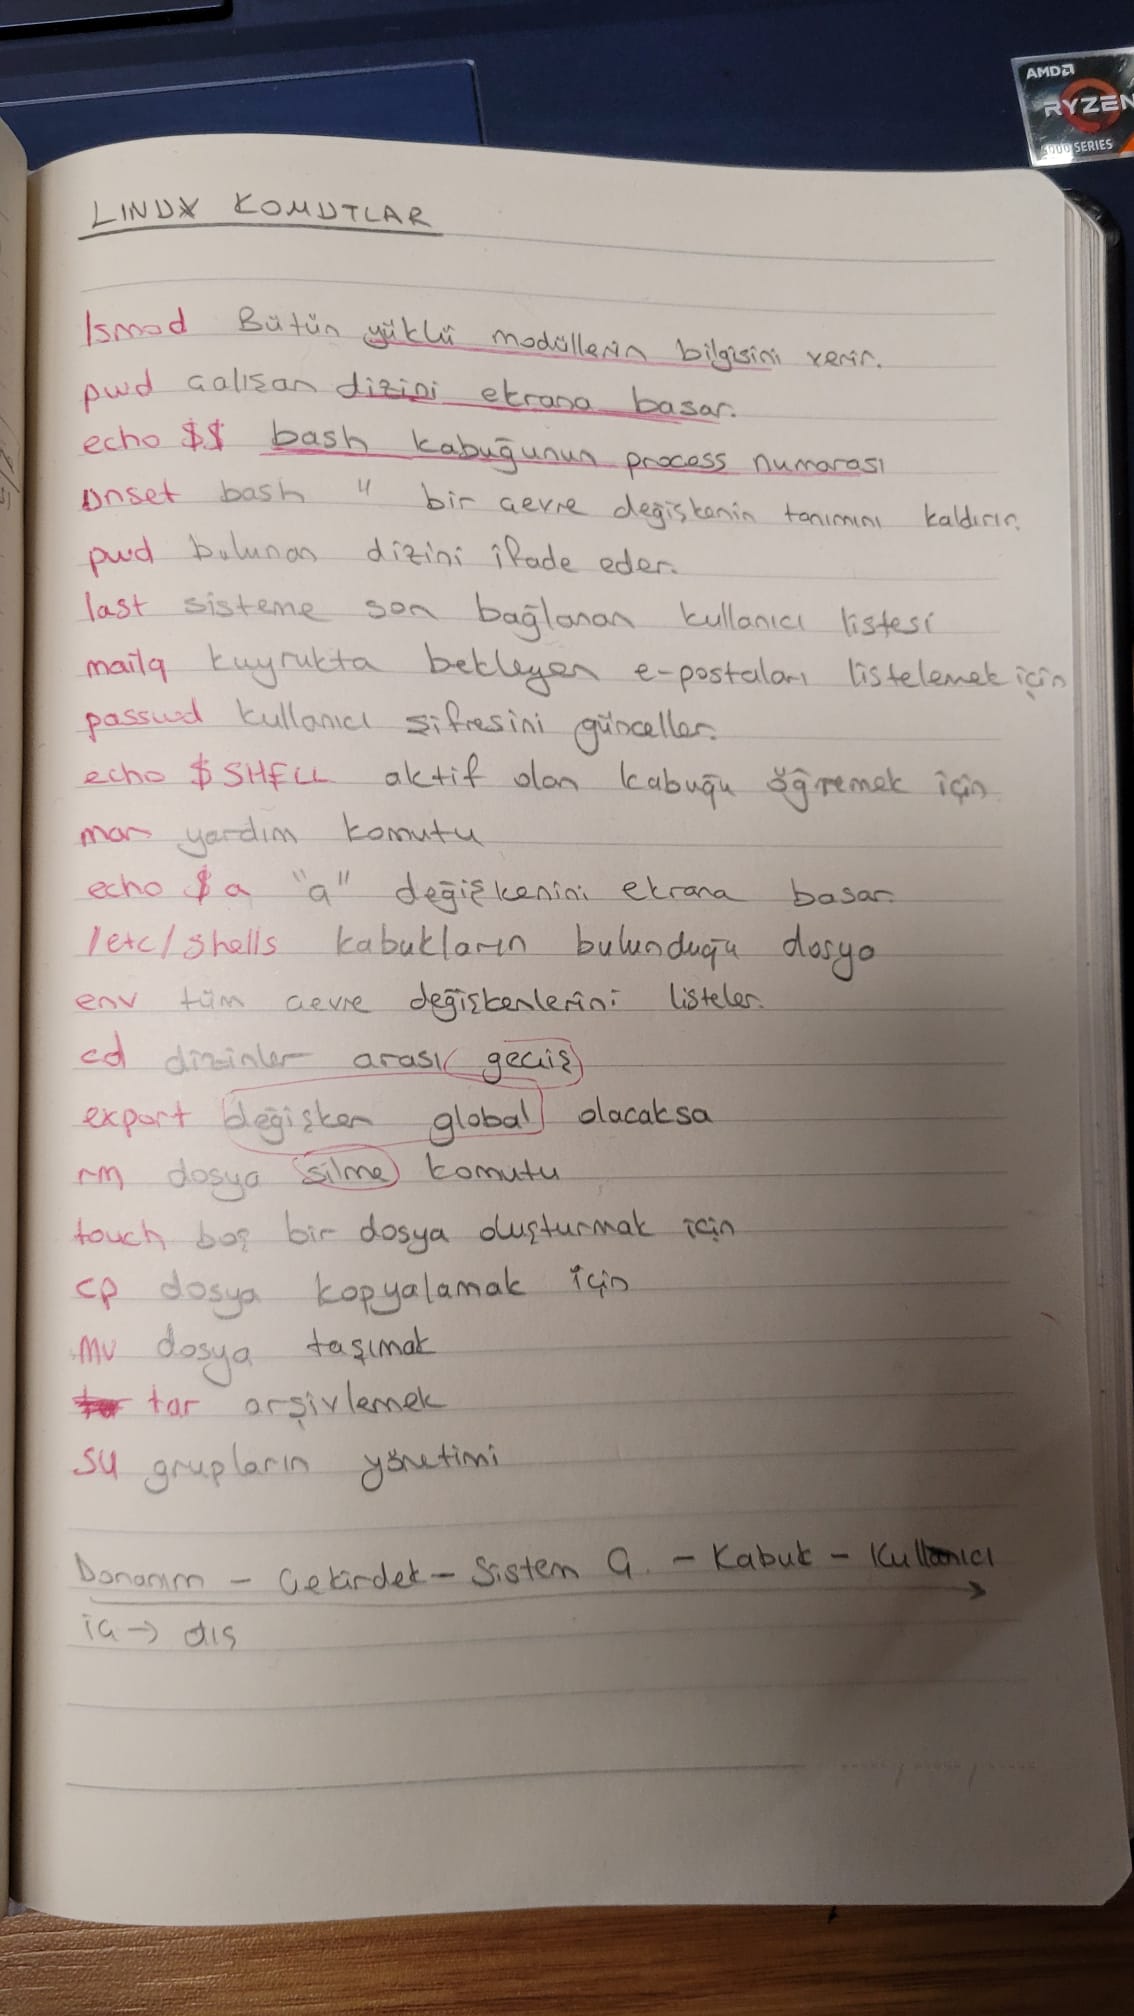 AMD
RYZEN
5000 SERIES
LINUX KOMUTLAR
lsmod Bütün yüklü modüllerin bilgisini verir.
pwd çalışan dizini ekrana basar.
echo $$ bash kabuğunun process numarası
unset bash " bir çevre değişkenin tanımını kaldırır.
pwd bulunan dizini ifade eder.
last sisteme son bağlanan kullanıcı listesi
mailq kuyrukta bekleyen e-postaları listelemek için
passwd kullanıcı şifresini günceller.
echo $SHELL aktif olan kabuğu öğremek için
man yardım komutu
echo $a "a" değişkenini ekrana basar.
/etc/shells kabukların bulunduğu dosya
env tüm çevre değişkenlerini listeler.
cd dizinler arası geçiş
export değişken global olacaksa
rm dosya silme komutu
touch boş bir dosya oluşturmak için
cp dosya kopyalamak için
mv dosya taşımak
tar arşivlemek
su grupların yönetimi
Donanım - Çekirdek - Sistem Ç. - Kabuk - Kullanıcı
iç → dış